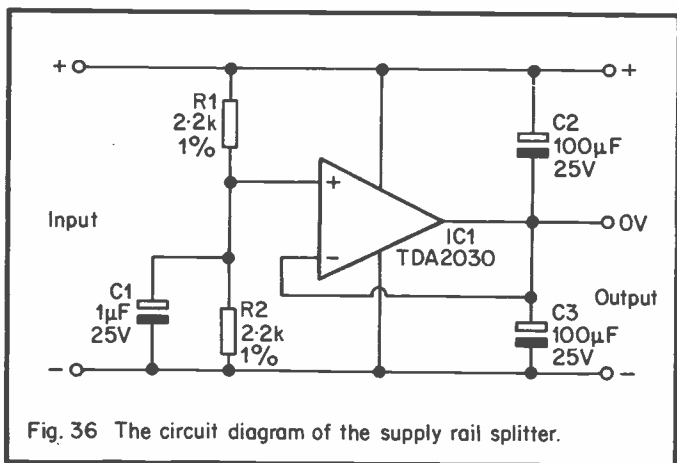 +
+
R1
2·2k
1%
C2
100µF
25V
+
Input
0V
−
IC1
TDA2030
C1
1µF
25V
R2
2·2k
1%
C3
100µF
25V
Output
−
−
Fig. 36 The circuit diagram of the supply rail splitter.